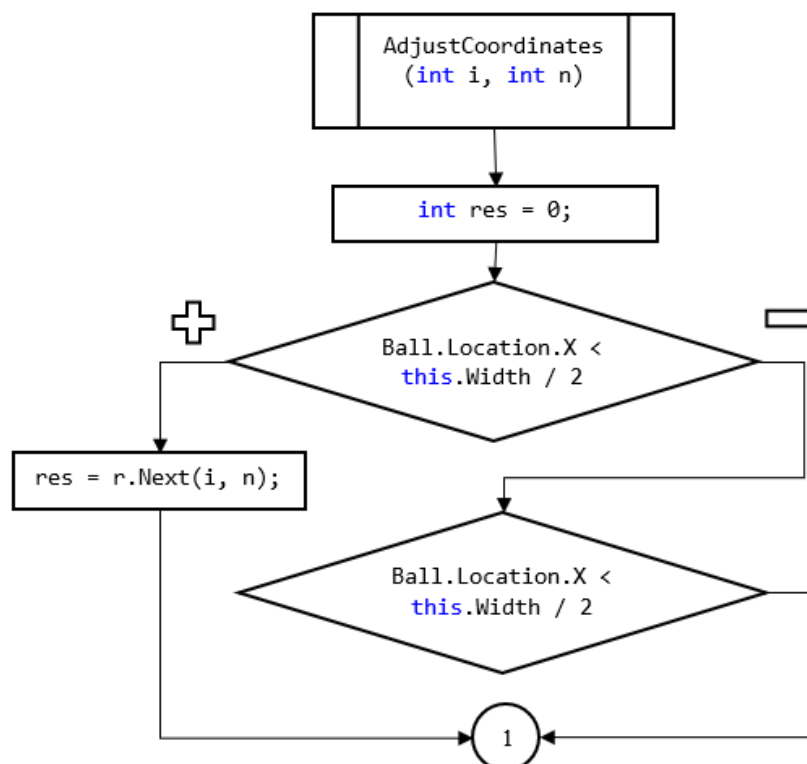 AdjustCoordinates
(int i, int n)
int res = 0;
Ball.Location.X <
this.Width / 2
res = r.Next(i, n);
Ball.Location.X <
this.Width / 2
1